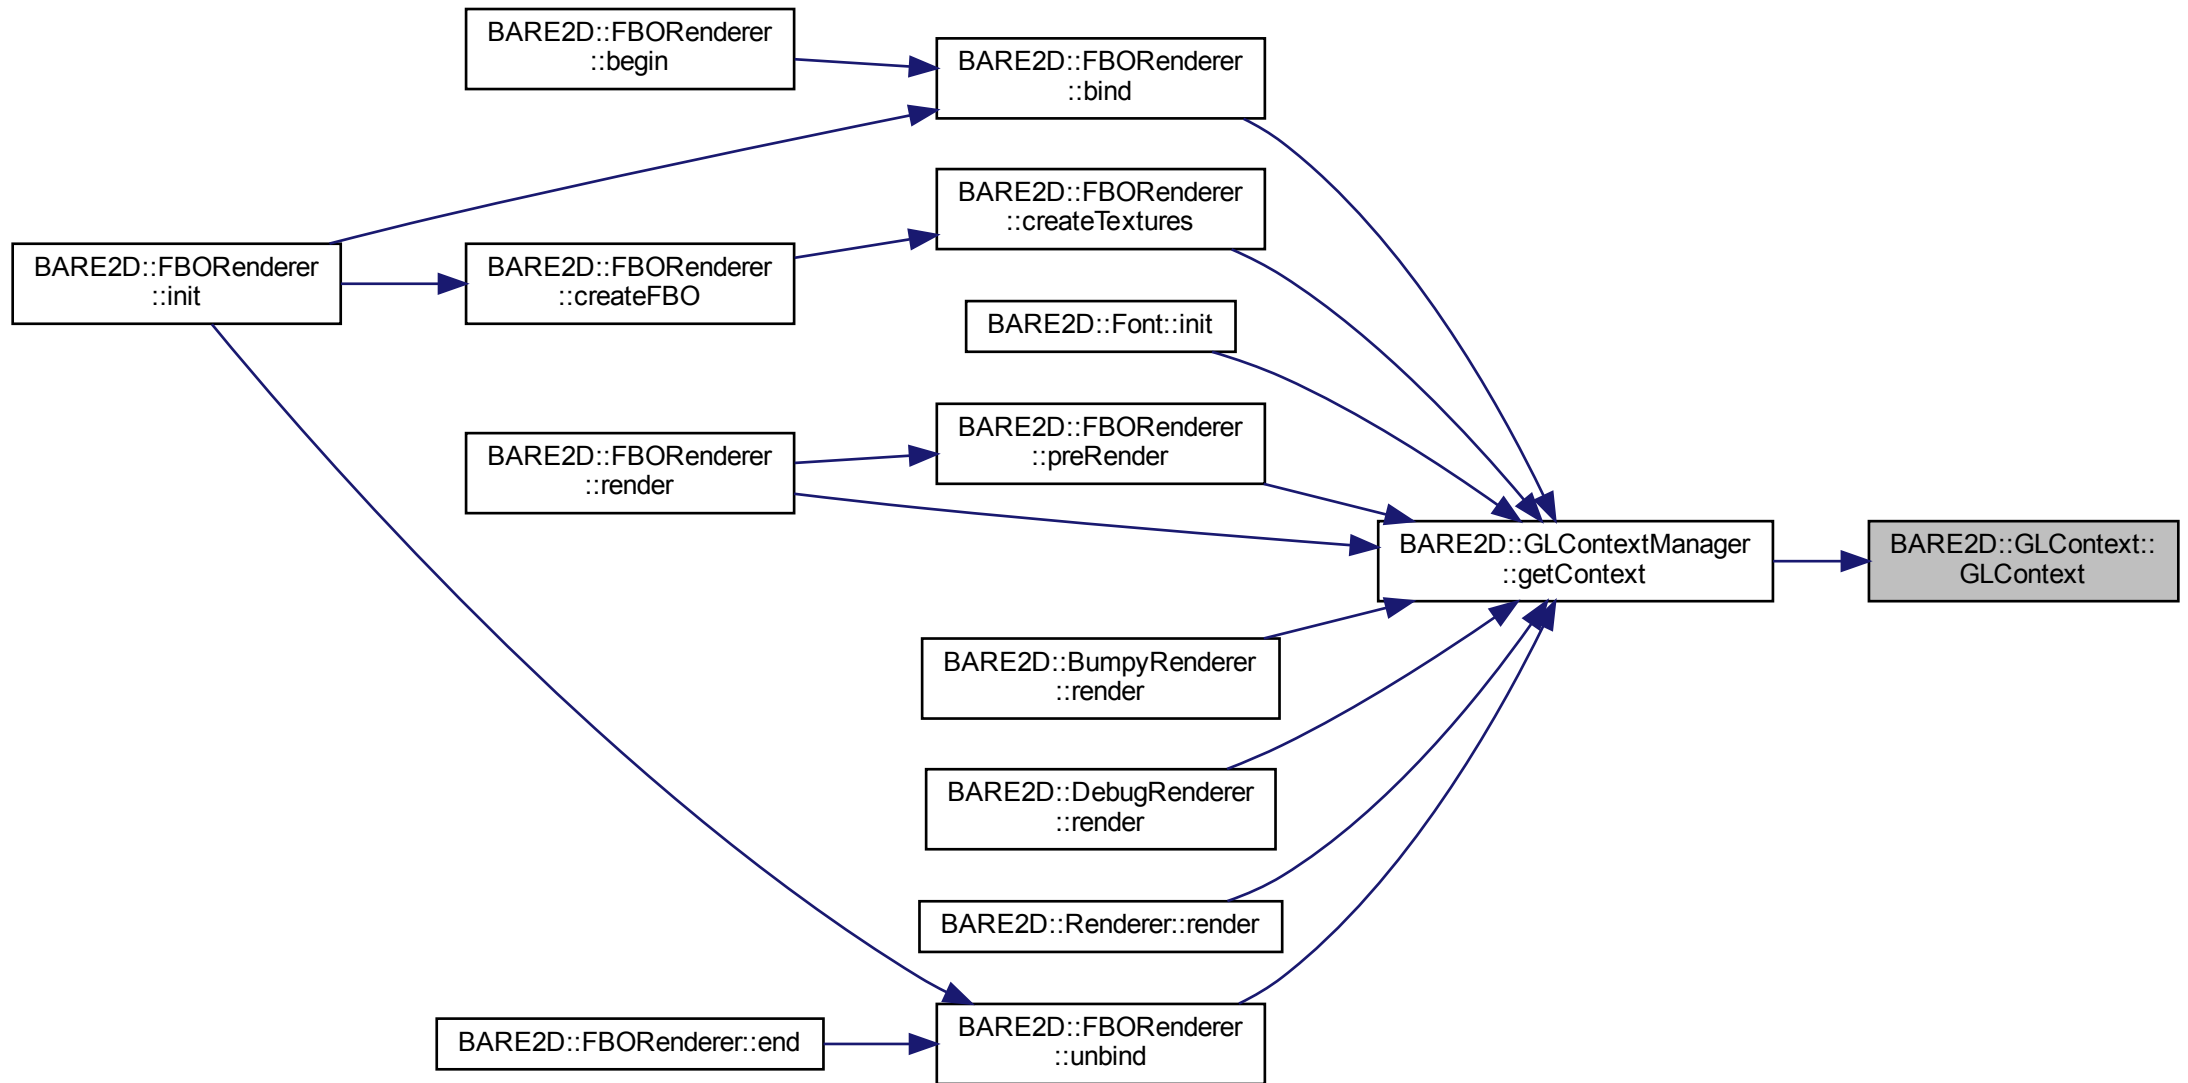 BARE2D::FBORenderer
::begin
BARE2D::FBORenderer
::bind
BARE2D::FBORenderer
::createTextures
BARE2D::FBORenderer
::init
BARE2D::FBORenderer
::createFBO
BARE2D::Font::init
BARE2D::FBORenderer
::preRender
BARE2D::FBORenderer
::render
BARE2D::GLContextManager
::getContext
BARE2D::GLContext::
GLContext
BARE2D::BumpyRenderer
::render
BARE2D::DebugRenderer
::render
BARE2D::Renderer::render
BARE2D::FBORenderer::end
BARE2D::FBORenderer
::unbind